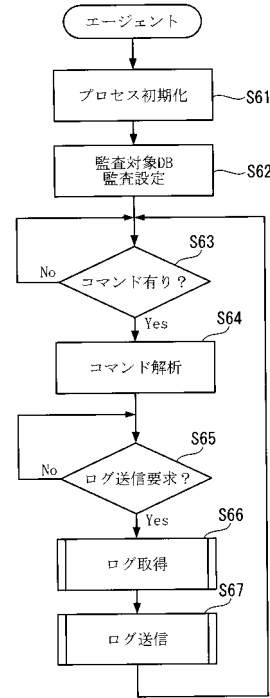 エージェント
プロセス初期化
S61
監査対象DB
監査設定
S62
S63
コマンド有り？
No
Yes
S64
コマンド解析
S65
ログ送信要求？
No
Yes
S66
ログ取得
S67
ログ送信